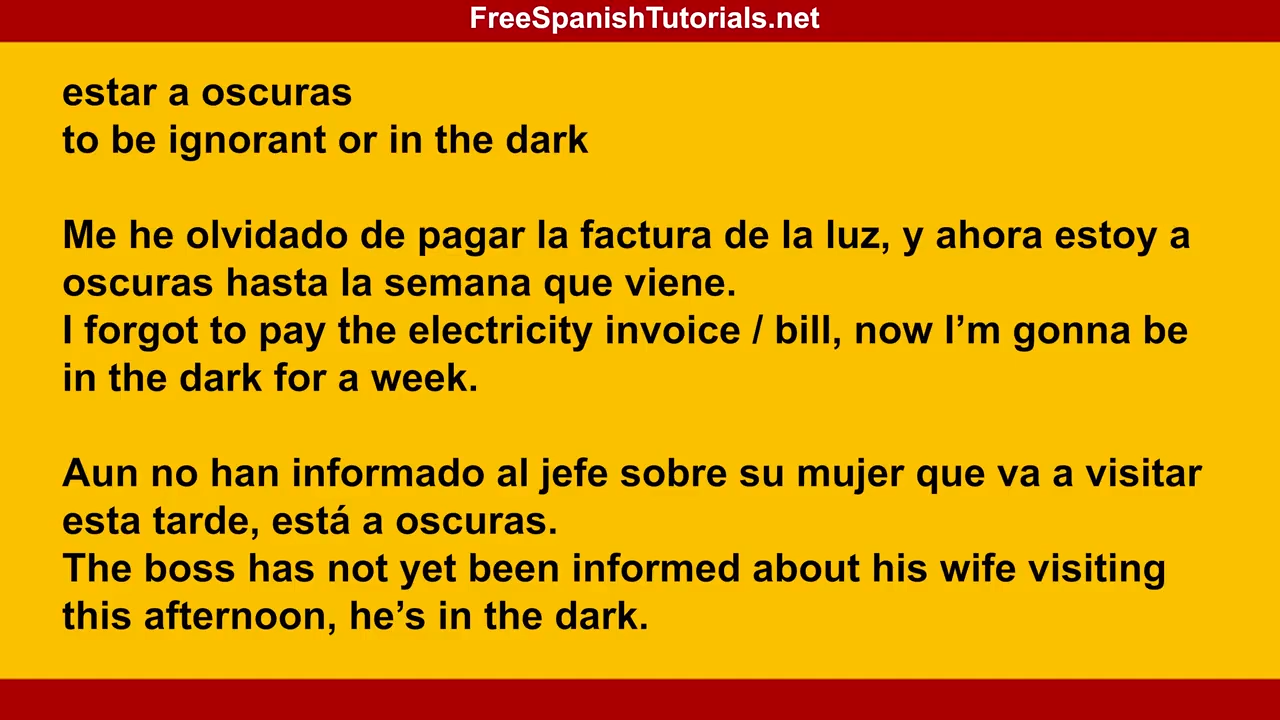 FreeSpanishTutorials.net
estar a oscuras
to be ignorant or in the dark
Me he olvidado de pagar la factura de la luz, y ahora estoy a
oscuras hasta la semana que viene.
I forgot to pay the electricity invoice / bill, now I’m gonna be
in the dark for a week.
Aun no han informado al jefe sobre su mujer que va a visitar
esta tarde, está a oscuras.
The boss has not yet been informed about his wife visiting
this afternoon, he’s in the dark.